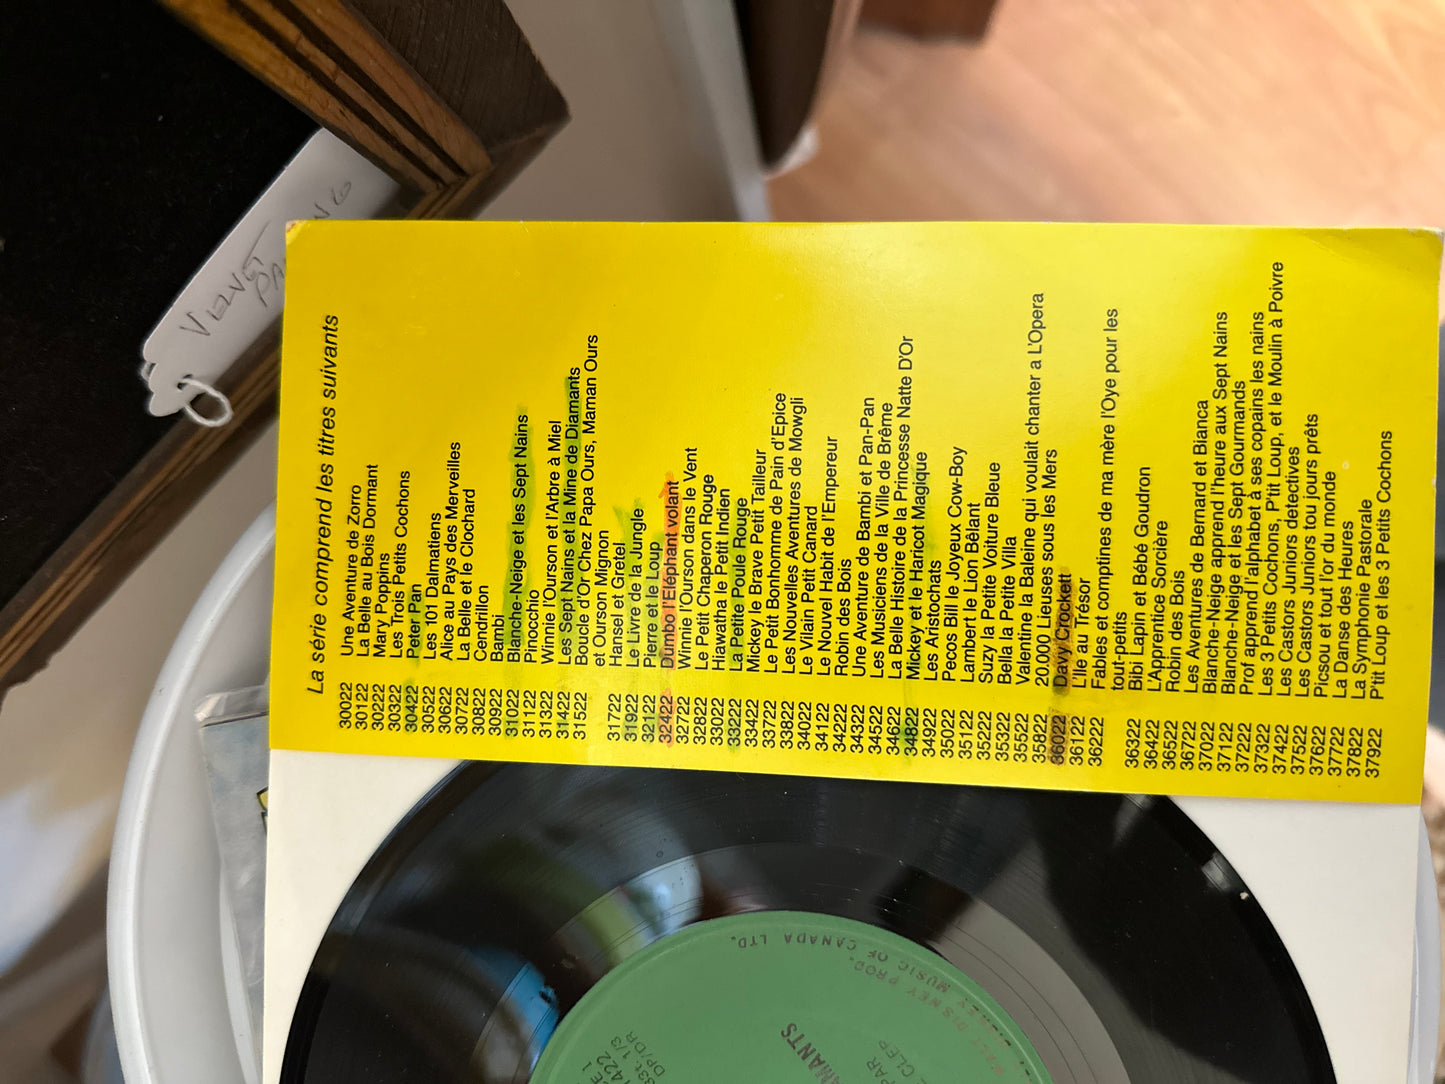 La série comprend les titres suivants
30022 Une Aventure de Zorro
30122 La Belle au Bois Dormant
30222 Mary Poppins
30322 Les Trois Petits Cochons
30422 Peter Pan
30522 Les 101 Dalmatiens
30622 Alice au Pays des Merveilles
30722 La Belle et le Clochard
30822 Cendrillon
30922 Bambi
31022 Blanche-Neige et les Sept Nains
31122 Pinocchio
31322 Winnie l'Ourson et l'Arbre à Miel
31422 Les Sept Nains et la Mine de Diamants
31522 Boucle d'Or Chez Papa Ours, Maman Ours
et Ourson Mignon
31722 Hansel et Gretel
31922 Le Livre de la Jungle
32122 Pierre et le Loup
32422 Dumbo l'Eléphant volant
32722 Winnie l'Ourson dans le Vent
32822 Le Petit Chaperon Rouge
33022 Hiawatha le Petit Indien
33222 La Petite Poule Rouge
33422 Mickey le Brave Petit Tailleur
33722 Le Petit Bonhomme de Pain d'Epice
33822 Les Nouvelles Aventures de Mowgli
34022 Le Vilain Petit Canard
34122 Le Nouvel Habit de l'Empereur
34222 Robin des Bois
34322 Une Aventure de Bambi et Pan-Pan
34522 Les Musiciens de la Ville de Brême
34622 La Belle Histoire de la Princesse Natte D'Or
34822 Mickey et le Haricot Magique
34922 Les Aristochats
35022 Pecos Bill le Joyeux Cow-Boy
35122 Lambert le Lion Bêlant
35222 Suzy la Petite Voiture Bleue
35322 Bella la Petite Villa
35522 Valentine la Baleine qui voulait chanter a L'Opera
35822 20,000 Lieuses sous les Mers
36022 Davy Crockett
36122 L'Ile au Trésor
36222 Fables et comptines de ma mère l'Oye pour les
tout-petits
36322 Bibi Lapin et Bébé Goudron
36422 L'Apprentice Sorcière
36522 Robin des Bois
36722 Les Aventures de Bernard et Bianca
37022 Blanche-Neige apprend l'heure aux Sept Nains
37122 Blanche-Neige et les Sept Gourmands
37222 Prof apprend l'alphabet à ses copains les nains
37322 Les 3 Petits Cochons, P'tit Loup, et le Moulin à Poivre
37422 Les Castors Juniors detectives
37522 Les Castors Juniors tou jours prêts
37622 Picsou et tout l'or du monde
37722 La Danse des Heures
37822 La Symphonie Pastorale
37922 P'tit Loup et les 3 Petits Cochons
WALT DISNEY PROD.
DISNEY MUSIC OF CANADA LTD.
33t. 1/3
DP/DR
PAR